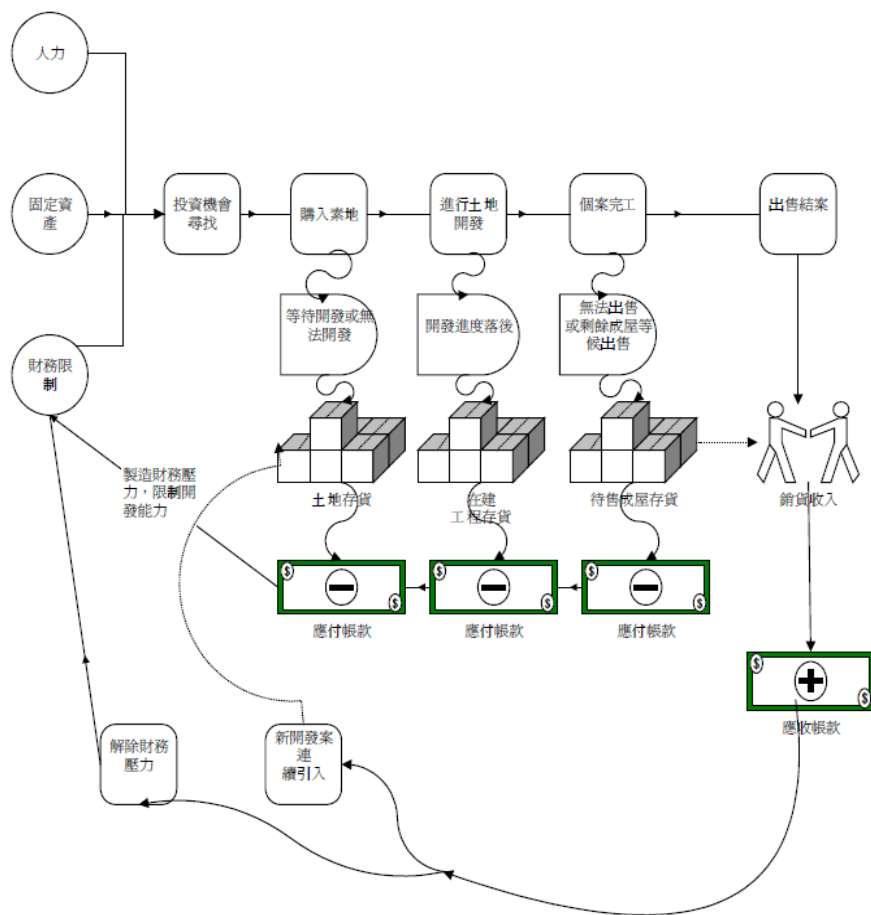 人力
固定資
產
投資機會
尋找
購入素地
進行土地
開發
個案完工
出售結案
等待開發或無
法開發
開發進度落後
無法出售
或剩餘成屋等
候出售
財務限
制
製造財務壓
力，限制開
發能力
土地存貨
在建
工程存貨
待售成屋存貨
銷貨收入
$
$
$
$
$
$
應付帳款
應付帳款
應付帳款
$
$
應收帳款
解除財務
壓力
新開發案
連
續引入